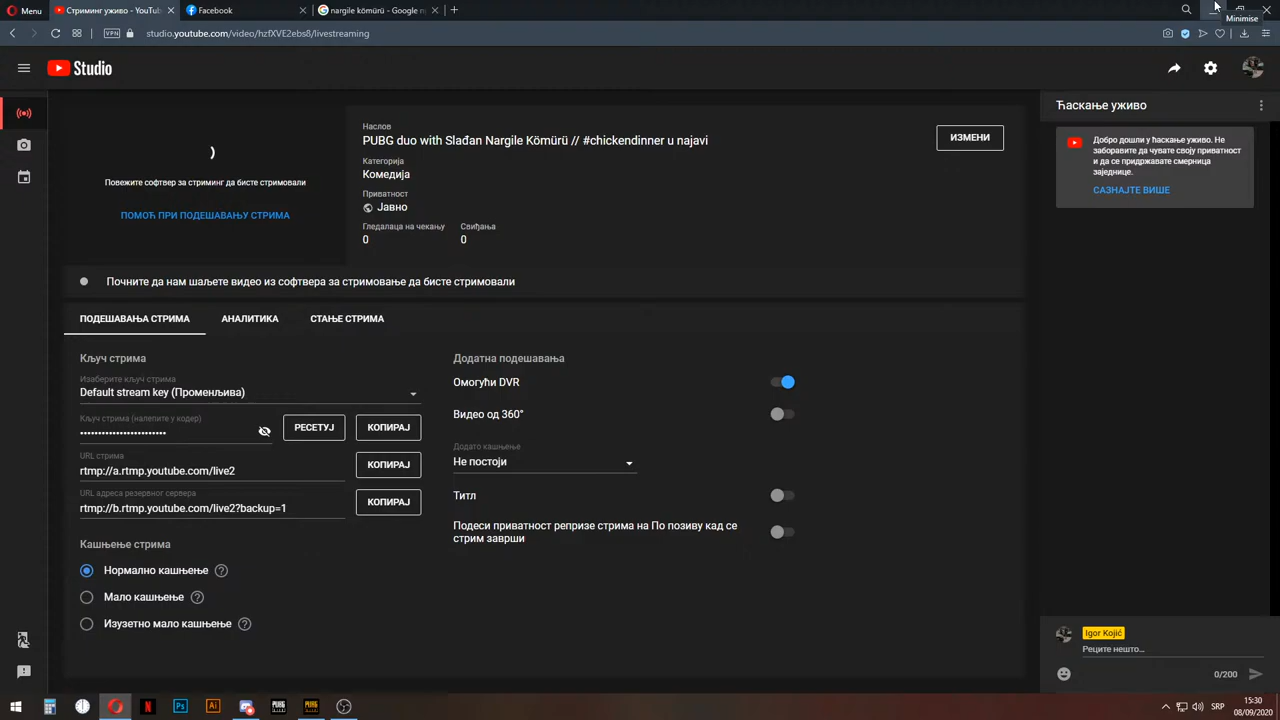 Menu
Стриминг уживо - YouTub
Facebook
nargile kömürü - Google п
Minimise
VPN
studio.youtube.com/video/hzfXVE2ebs8/livestreaming
Studio
Повежите софтвер за стриминг да бисте стримовали
ПОМОЋ ПРИ ПОДЕШАВАЊУ СТРИМА
Наслов
PUBG duo with Slađan Nargile Kömürü // #chickendinner u najavi
ИЗМЕНИ
Категорија
Комедија
Приватност
Јавно
Гледалаца на чекању
Свиђања
0
0
Почните да нам шаљете видео из софтвера за стримовање да бисте стримовали
ПОДЕШАВАЊА СТРИМА
АНАЛИТИКА
СТАЊЕ СТРИМА
Кључ стрима
Изаберите кључ стрима
Default stream key (Променљива)
Кључ стрима (налепите у кодер)
••••••••••••••••••••••••
РЕСЕТУЈ
КОПИРАЈ
URL стрима
rtmp://a.rtmp.youtube.com/live2
КОПИРАЈ
URL адреса резервног сервера
rtmp://b.rtmp.youtube.com/live2?backup=1
КОПИРАЈ
Кашњење стрима
Нормално кашњење
Мало кашњење
Изузетно мало кашњење
Додатна подешавања
Омогући DVR
Видео од 360°
Додато кашњење
Не постоји
Титл
Подеси приватност репризе стрима на По позиву кад се
стрим заврши
Ћаскање уживо
Добро дошли у ћаскање уживо. Не
заборавите да чувате своју приватност
и да се придржавате смерница
заједнице.
САЗНАЈТЕ ВИШЕ
Igor Kojić
Реците нешто...
0/200
N
Ps
Ai
PUBG
PUBG
SRP
15:30
08/09/2020